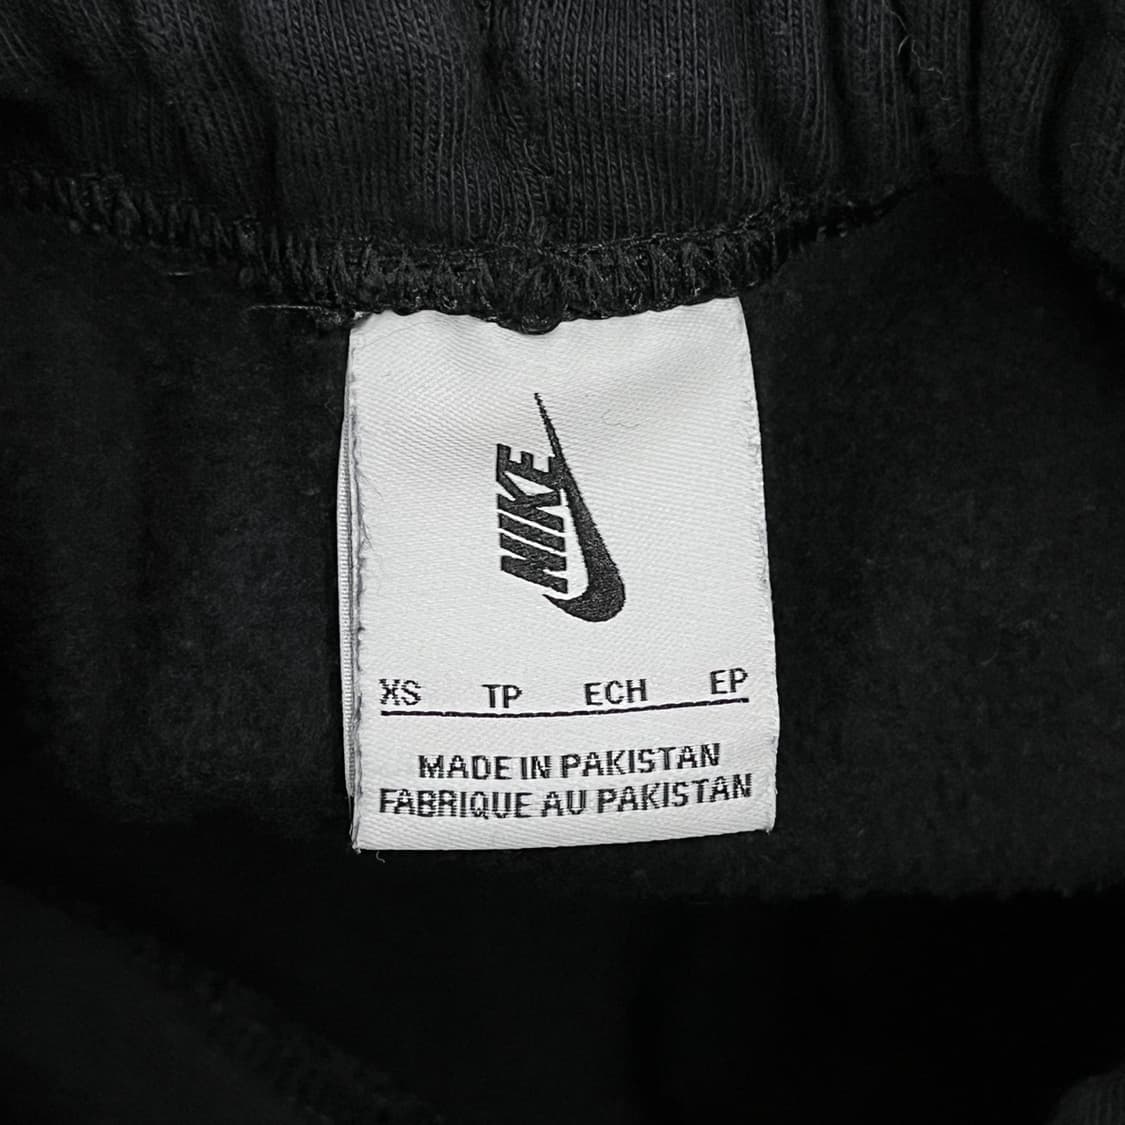 NIKE
XS TP ECH EP
MADE IN PAKISTAN
FABRIQUE AU PAKISTAN